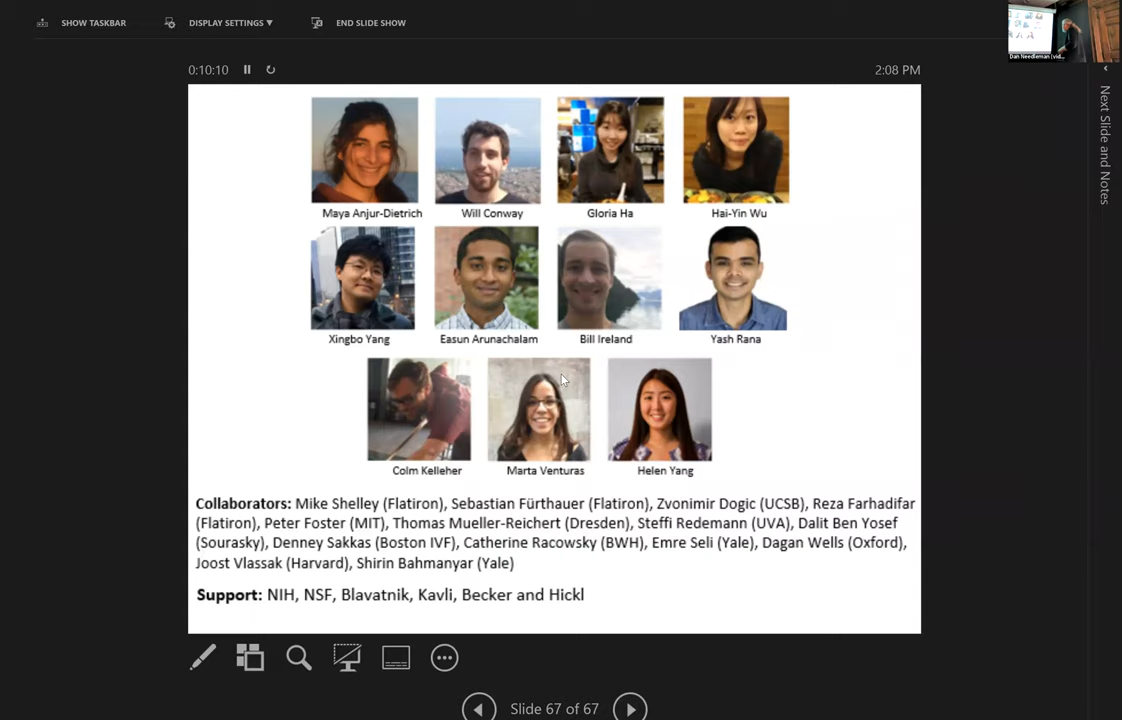 SHOW TASKBAR
DISPLAY SETTINGS ▼
END SLIDE SHOW
Dan Needleman (vid...
0:10:10
2:08 PM
Next Slide and Notes
Maya Anjur-Dietrich
Will Conway
Gloria Ha
Hai-Yin Wu
Xingbo Yang
Easun Arunachalam
Bill Ireland
Yash Rana
Colm Kelleher
Marta Venturas
Helen Yang
Collaborators: Mike Shelley (Flatiron), Sebastian Fürthauer (Flatiron), Zvonimir Dogic (UCSB), Reza Farhadifar
(Flatiron), Peter Foster (MIT), Thomas Mueller-Reichert (Dresden), Steffi Redemann (UVA), Dalit Ben Yosef
(Sourasky), Denney Sakkas (Boston IVF), Catherine Racowsky (BWH), Emre Seli (Yale), Dagan Wells (Oxford),
Joost Vlassak (Harvard), Shirin Bahmanyar (Yale)
Support: NIH, NSF, Blavatnik, Kavli, Becker and Hickl
Slide 67 of 67